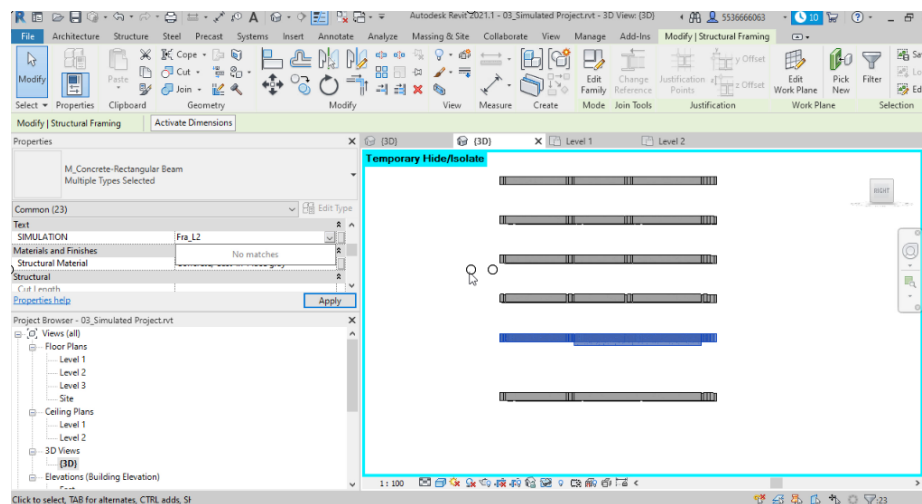 Autodesk Revit 2021.1 - 03_Simulated Project.rvt - 3D View: {3D}
5536666063
10
File Architecture Structure Steel Precast Systems Insert Annotate Analyze Massing & Site Collaborate View Manage Add-Ins Modify | Structural Framing
Modify
Paste
Cope
Cut
Join
Edit Family
Change Reference
Justification Points
y Offset
z Offset
Edit Work Plane
Pick New
Filter
Sa
Lo
Ed
Select Properties Clipboard Geometry Modify View Measure Create Mode Join Tools Justification Work Plane Selection
Modify | Structural Framing Activate Dimensions
Properties
{3D} {3D} Level 1 Level 2
Temporary Hide/Isolate
M_Concrete-Rectangular Beam
Multiple Types Selected
RIGHT
Common (23) Edit Type
Text
SIMULATION Fra_L2
Materials and Finishes
No matches
Structural Material
Structural
Cut Length
Properties help Apply
Project Browser - 03_Simulated Project.rvt
Views (all)
Floor Plans
Level 1
Level 2
Level 3
Site
Ceiling Plans
Level 1
Level 2
3D Views
{3D}
Elevations (Building Elevation)
1 : 100
Click to select, TAB for alternates, CTRL adds, SH
:23